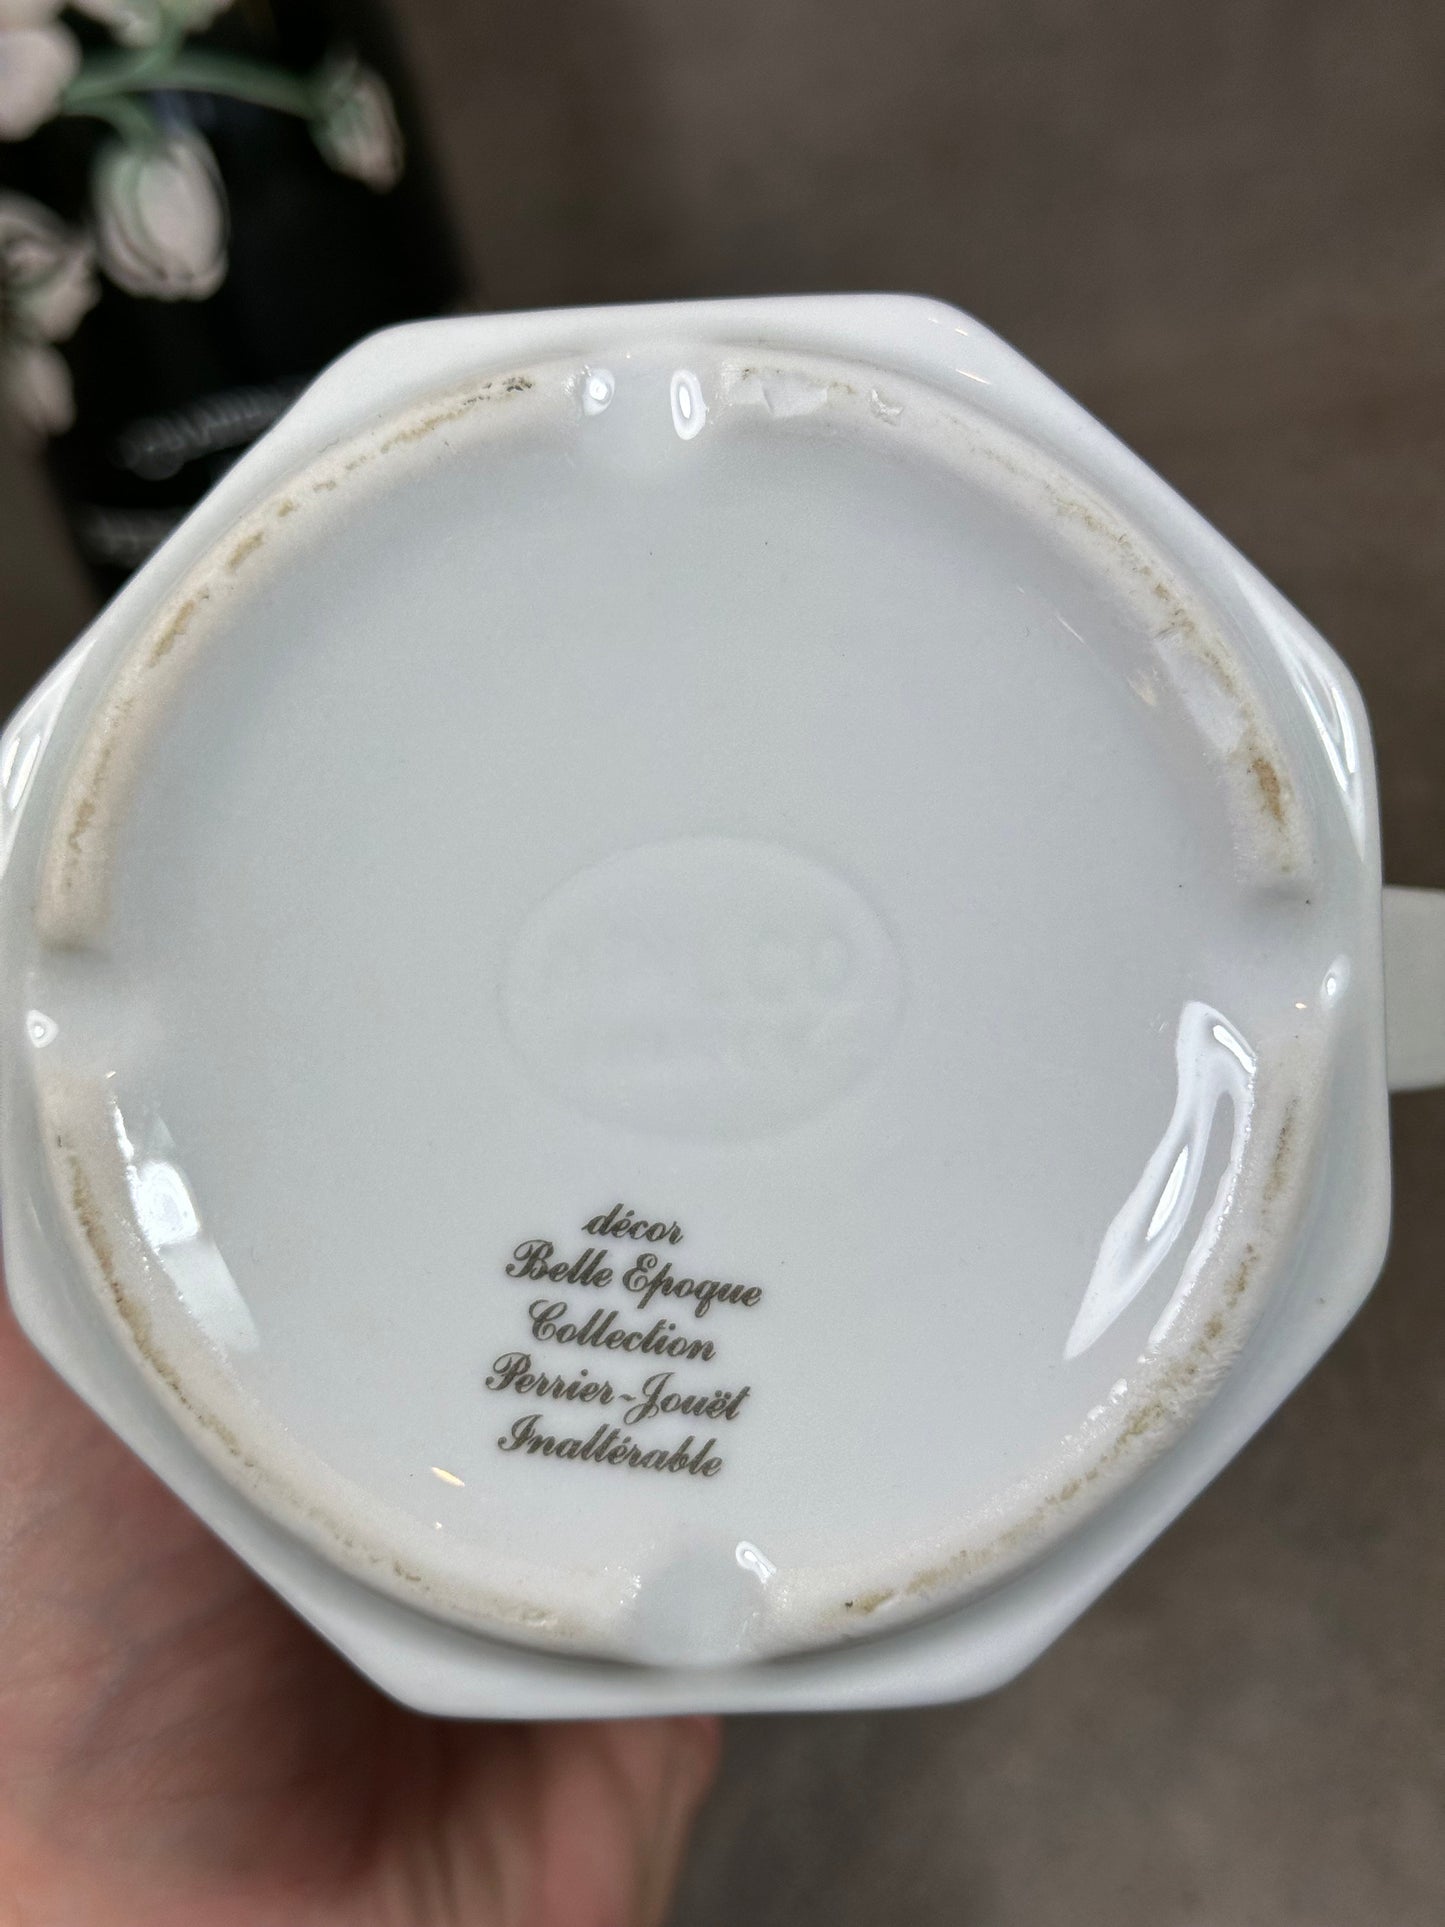 décor
Belle Epoque
Collection
Perrier-Jouët
Inaltérable